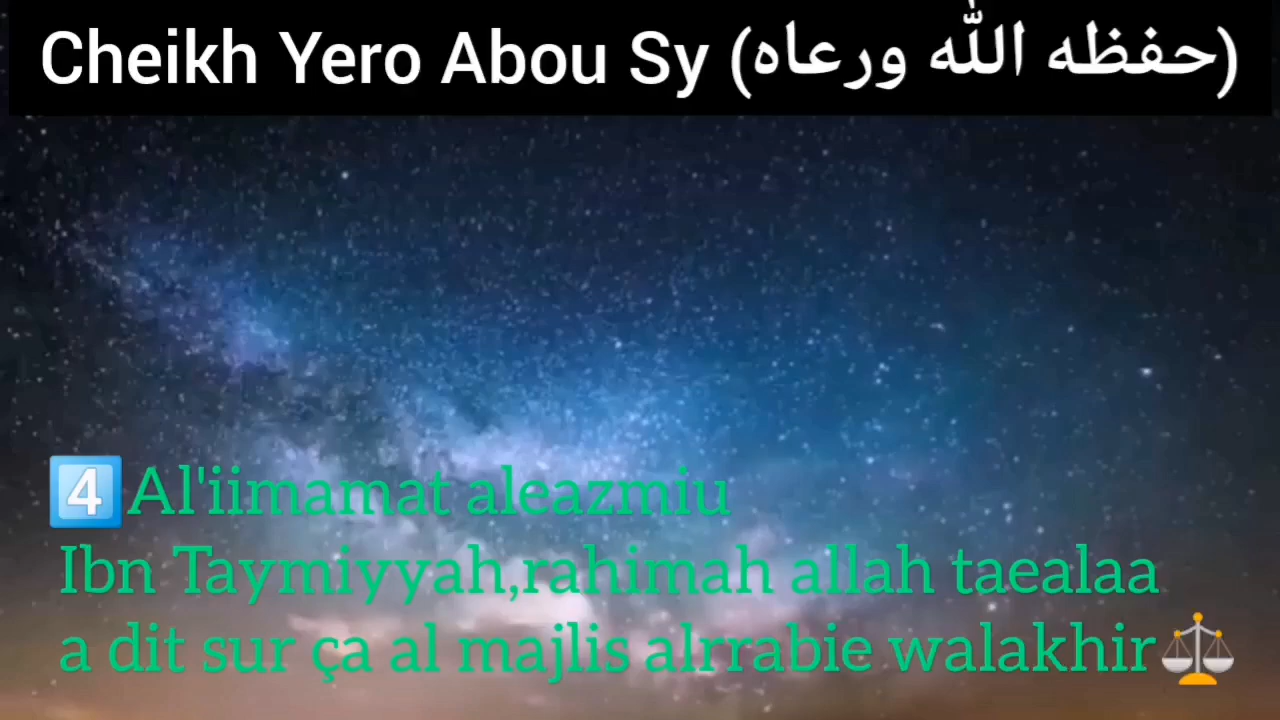 Cheikh Yero Abou Sy (حفظه الله ورعاه)
4️⃣Al'iimamat aleazmiu
Ibn Taymiyyah,rahimah allah taealaa
a dit sur ça al majlis alrrabie walakhir⚖️